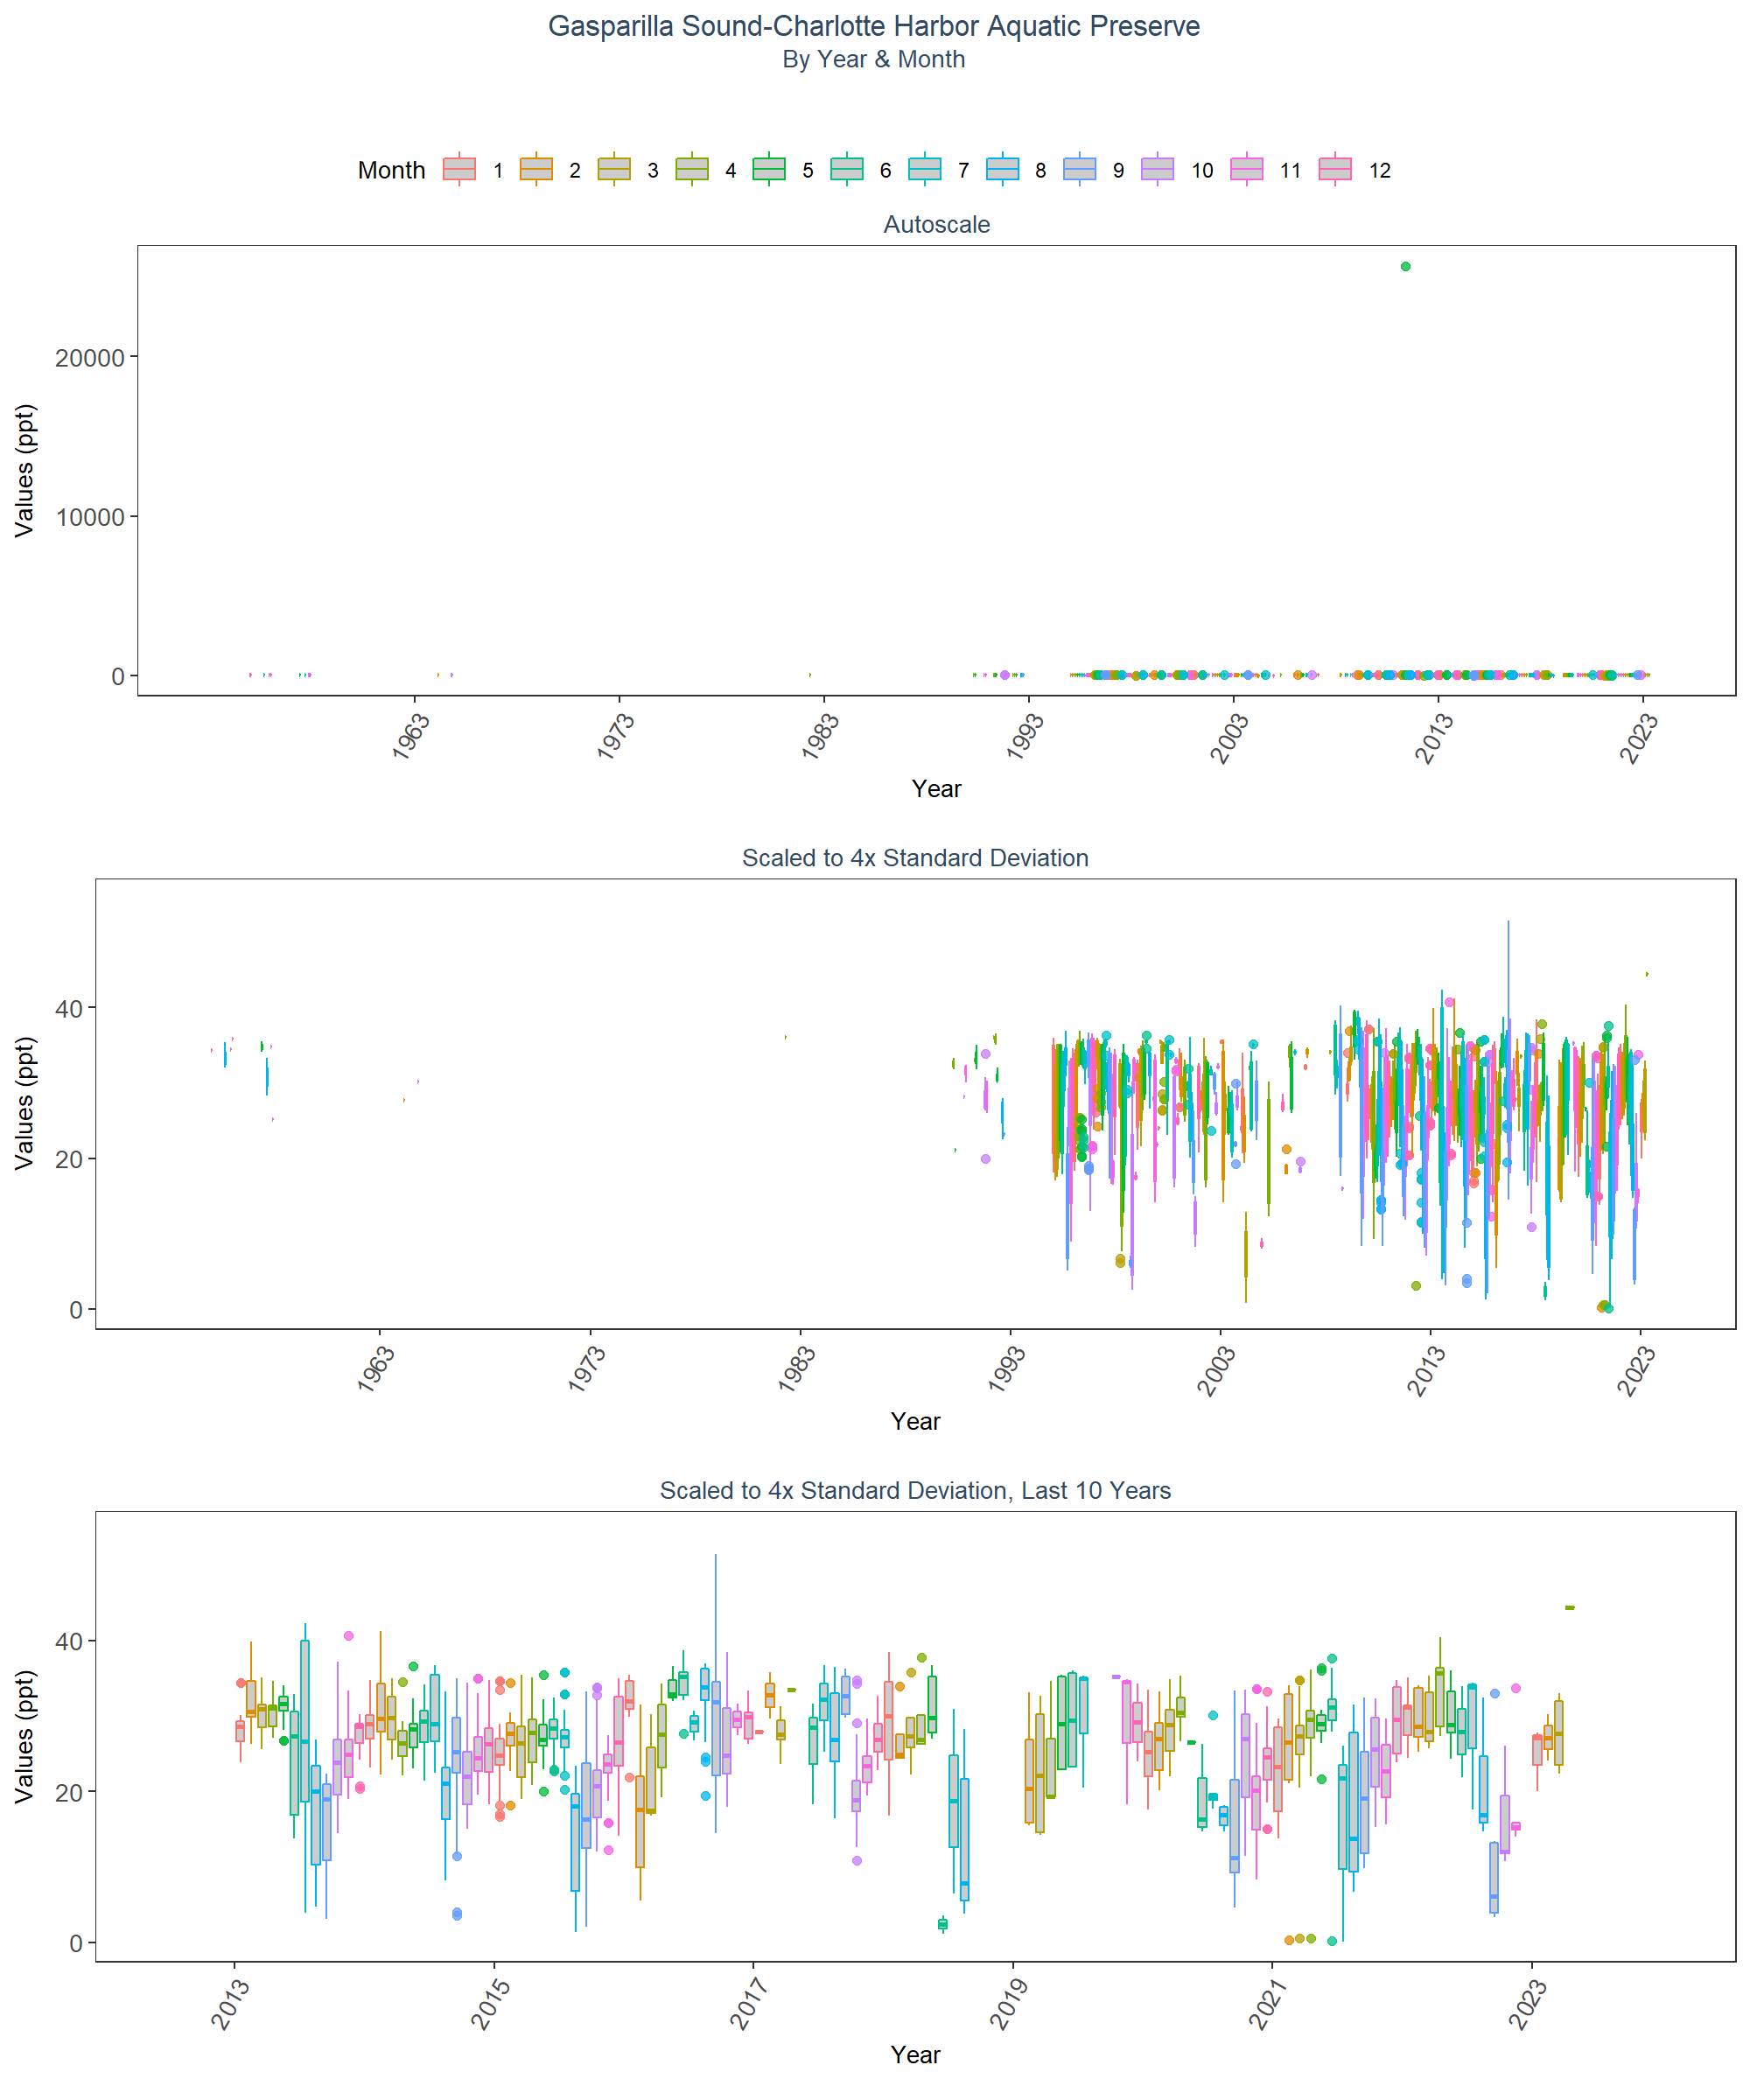 Gasparilla Sound-Charlotte Harbor Aquatic Preserve
By Year & Month
Month 1 2 3 4 5 6 7 8 9 10 11 12
Autoscale
Values (ppt)
20000
10000
0
1963 1973 1983 1993 2003 2013 2023
Year
Scaled to 4x Standard Deviation
Values (ppt)
40
20
0
1963 1973 1983 1993 2003 2013 2023
Year
Scaled to 4x Standard Deviation, Last 10 Years
Values (ppt)
40
20
0
2013 2015 2017 2019 2021 2023
Year